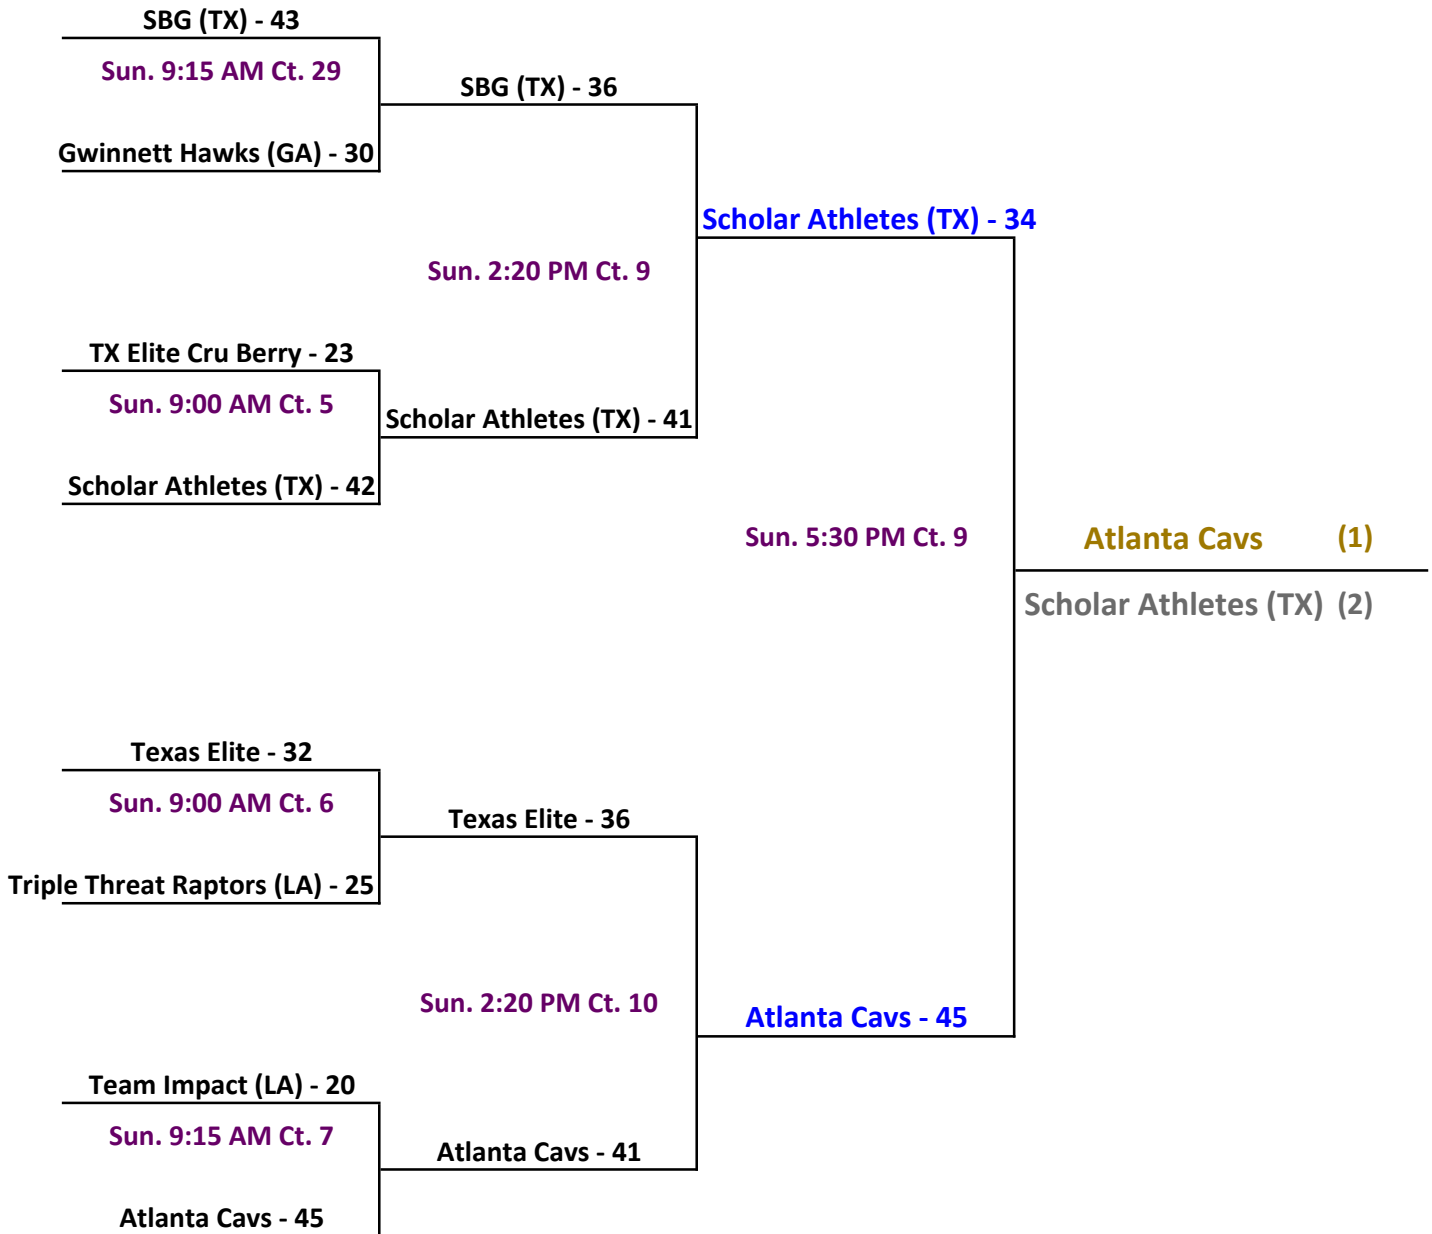 SBG (TX) - 43
Sun. 9:15 AM Ct. 29
SBG (TX) - 36
Gwinnett Hawks (GA) - 30
Scholar Athletes (TX) - 34
Sun. 2:20 PM Ct. 9
TX Elite Cru Berry - 23
Sun. 9:00 AM Ct. 5
Scholar Athletes (TX) - 41
Scholar Athletes (TX) - 42
Sun. 5:30 PM Ct. 9
Atlanta Cavs (1)
Scholar Athletes (TX) (2)
Texas Elite - 32
Sun. 9:00 AM Ct. 6
Texas Elite - 36
Triple Threat Raptors (LA) - 25
Sun. 2:20 PM Ct. 10
Atlanta Cavs - 45
Team Impact (LA) - 20
Sun. 9:15 AM Ct. 7
Atlanta Cavs - 41
Atlanta Cavs - 45